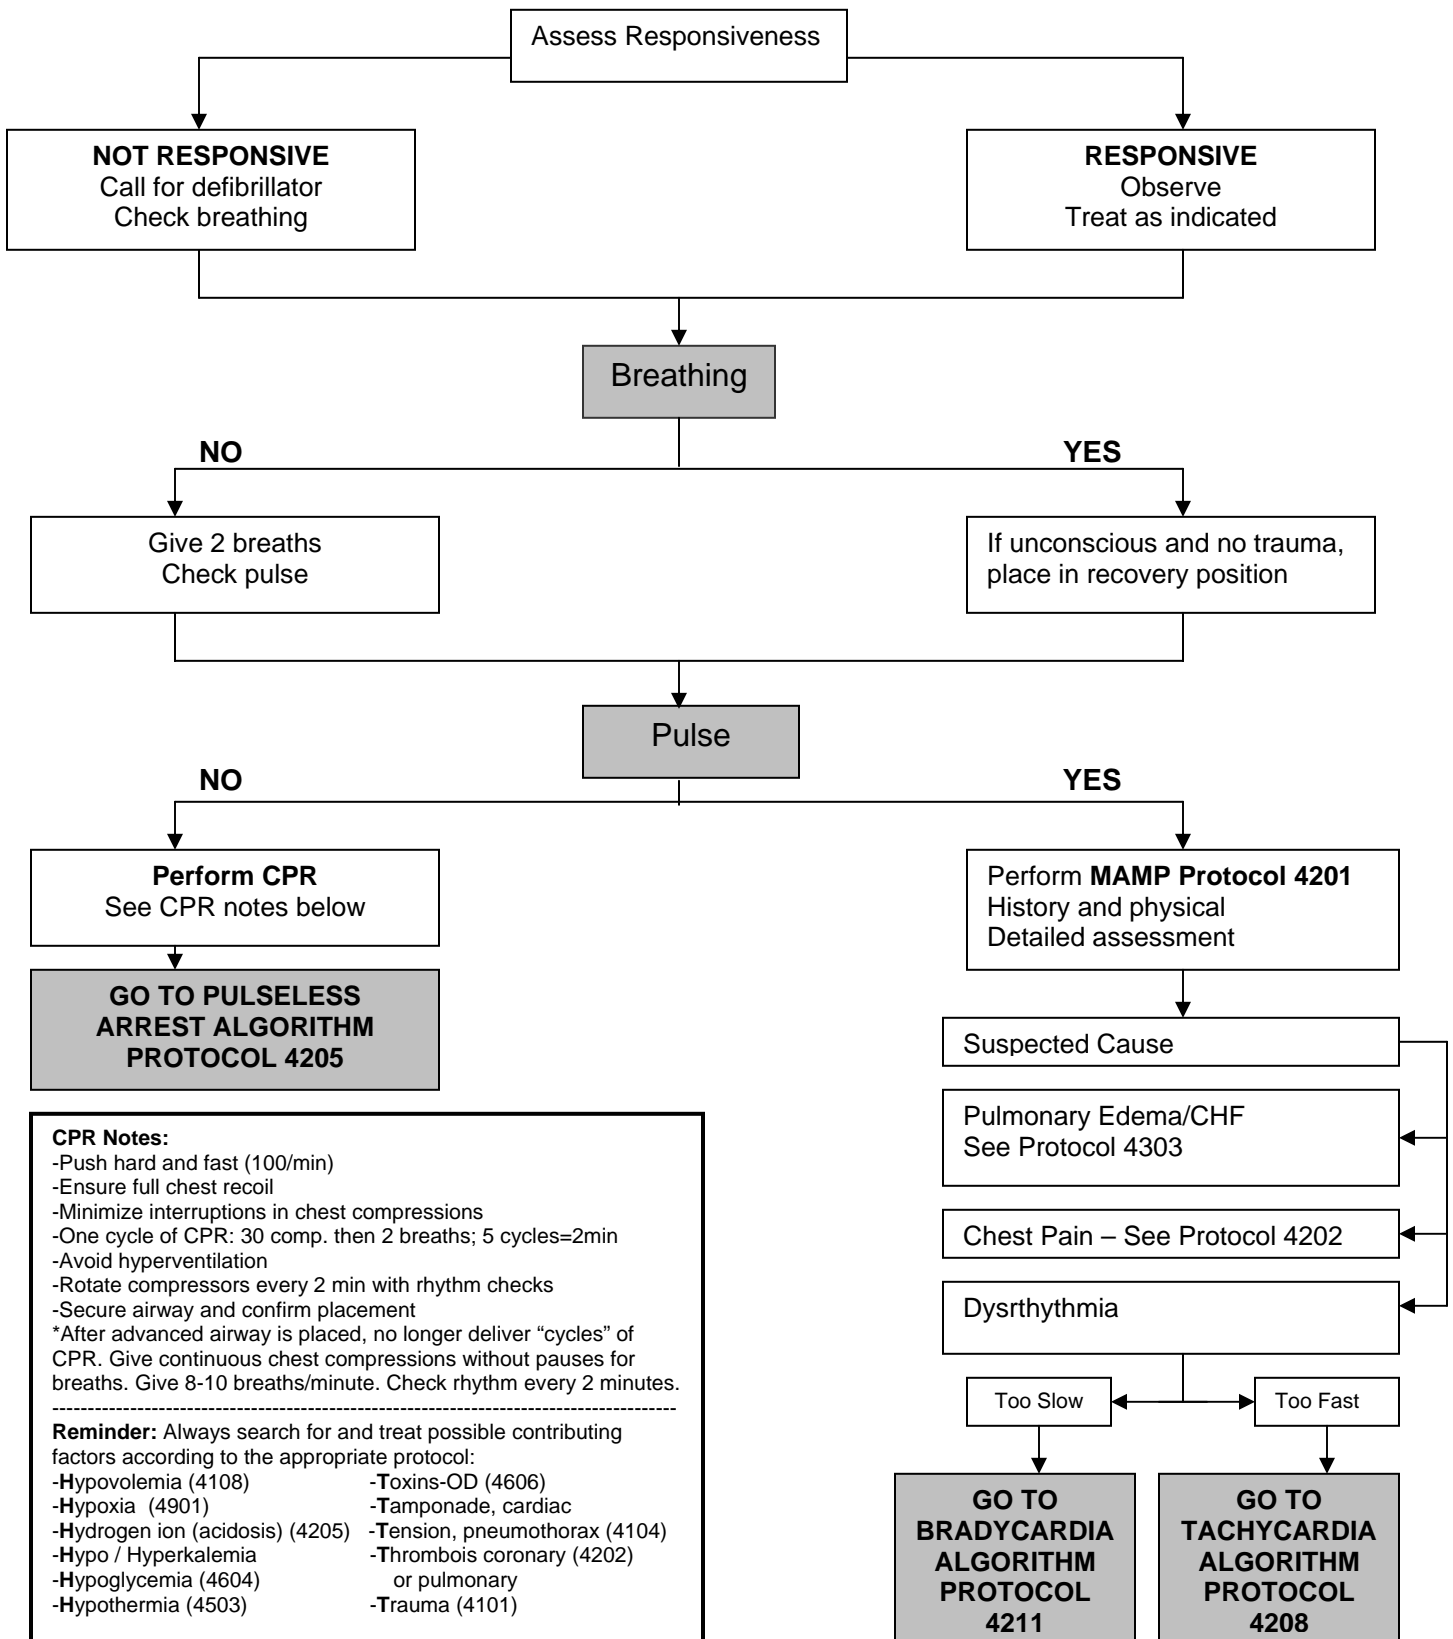 Assess Responsiveness
NOT RESPONSIVE
Call for defibrillator
Check breathing
RESPONSIVE
Observe
Treat as indicated
Breathing
NO
YES
Give 2 breaths
Check pulse
If unconscious and no trauma,
place in recovery position
Pulse
NO
YES
Perform CPR
See CPR notes below
Perform MAMP Protocol 4201
History and physical
Detailed assessment
GO TO PULSELESS
ARREST ALGORITHM
PROTOCOL 4205
Suspected Cause
Pulmonary Edema/CHF
See Protocol 4303
Chest Pain – See Protocol 4202
Dysrthythmia
Too Slow
Too Fast
GO TO
BRADYCARDIA
ALGORITHM
PROTOCOL
4211
GO TO
TACHYCARDIA
ALGORITHM
PROTOCOL
4208
CPR Notes:
-Push hard and fast (100/min)
-Ensure full chest recoil
-Minimize interruptions in chest compressions
-One cycle of CPR: 30 comp. then 2 breaths; 5 cycles=2min
-Avoid hyperventilation
-Rotate compressors every 2 min with rhythm checks
-Secure airway and confirm placement
*After advanced airway is placed, no longer deliver “cycles” of
CPR. Give continuous chest compressions without pauses for
breaths. Give 8-10 breaths/minute. Check rhythm every 2 minutes.
----------------------------------------------------------------------------------------
Reminder: Always search for and treat possible contributing
factors according to the appropriate protocol:
-Hypovolemia (4108) -Toxins-OD (4606)
-Hypoxia (4901) -Tamponade, cardiac
-Hydrogen ion (acidosis) (4205) -Tension, pneumothorax (4104)
-Hypo / Hyperkalemia -Thrombois coronary (4202)
-Hypoglycemia (4604) or pulmonary
-Hypothermia (4503) -Trauma (4101)